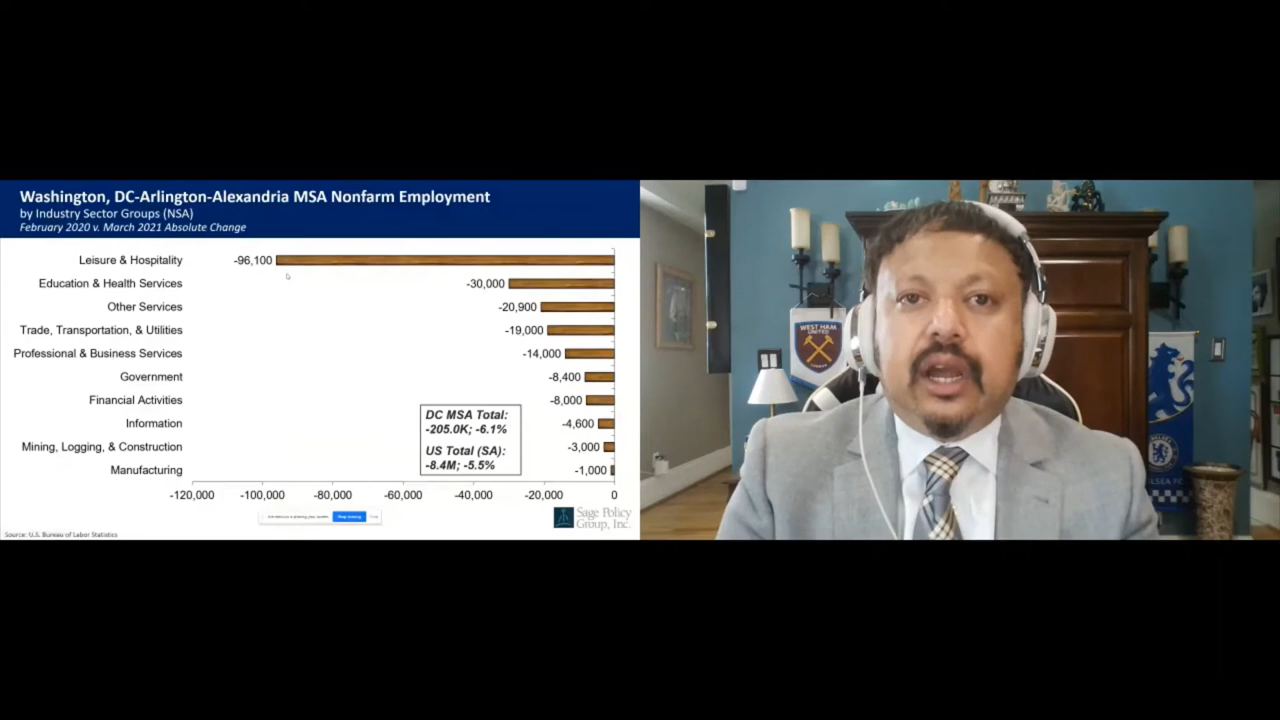 Washington, DC-Arlington-Alexandria MSA Nonfarm Employment
by Industry Sector Groups (NSA)
February 2020 v. March 2021 Absolute Change
Leisure & Hospitality -96,100
Education & Health Services -30,000
Other Services -20,900
Trade, Transportation, & Utilities -19,000
Professional & Business Services -14,000
Government -8,400
Financial Activities -8,000
Information -4,600
Mining, Logging, & Construction -3,000
Manufacturing -1,000
DC MSA Total:
-205.0K; -6.1%
US Total (SA):
-8.4M; -5.5%
-120,000 -100,000 -80,000 -60,000 -40,000 -20,000 0
Stop sharing
Sage Policy
Group, Inc.
Source: U.S. Bureau of Labor Statistics
WEST HAM
UNITED
LONDON
CHELSEA
CHELSEA FC